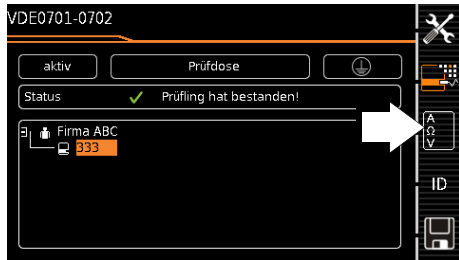 VDE0701-0702
aktiv
Prüfdose
Status
Prüfling hat bestanden!
Firma ABC
333
A
Ω
V
ID